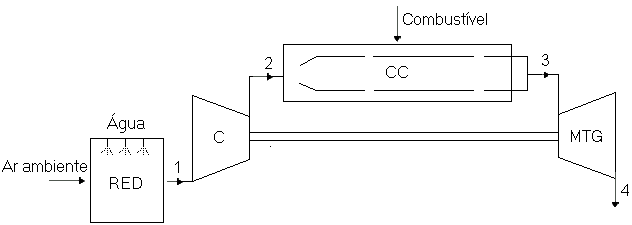 Combustível
2
CC
3
Água
C
MTG
Ar ambiente
RED
1
4